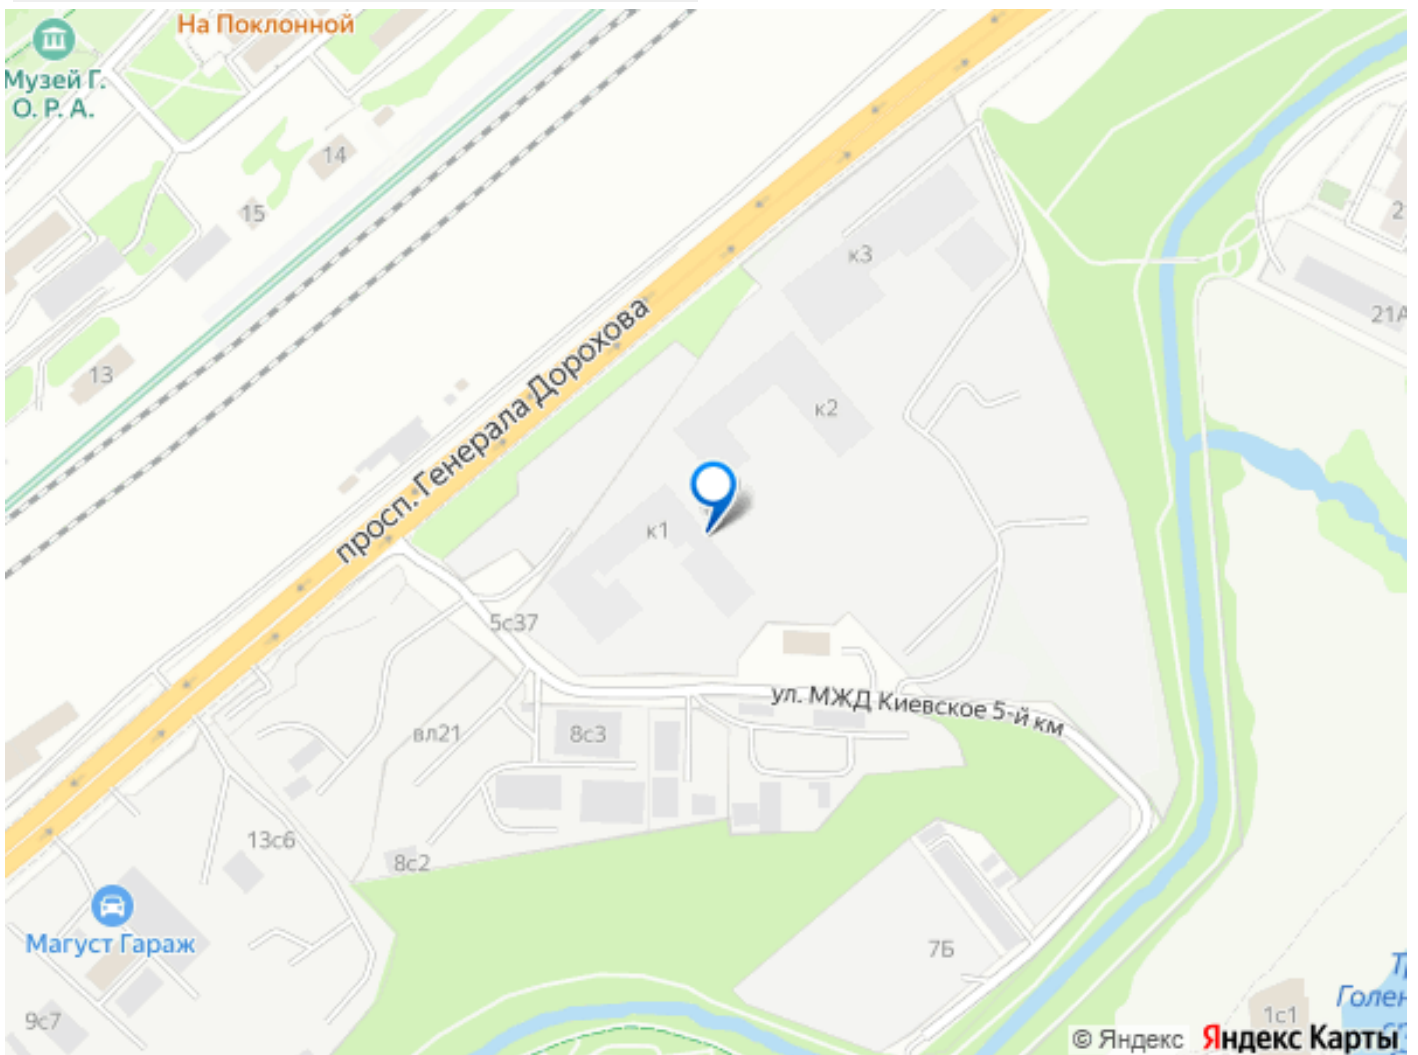 На Поклонной
Музей Г.
О. Р. А.
14
15
13
к3
к2
к1
21А
просп. Генерала Дорохова
5с37
ул. МЖД Киевское 5-й км
вл21
8с3
13с6
8с2
Магуст Гараж
7Б
9с7
1с1
© Яндекс Яндекс Карты